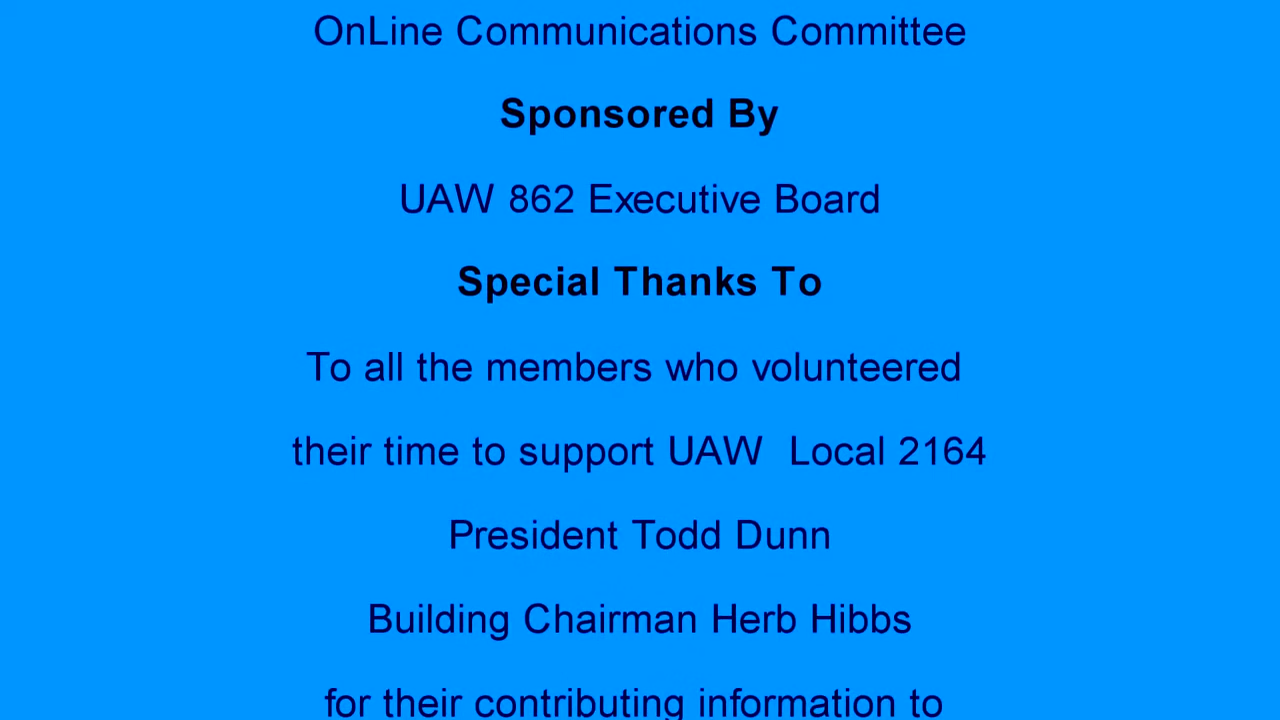 OnLine Communications Committee
Sponsored By
UAW 862 Executive Board
Special Thanks To
To all the members who volunteered
their time to support UAW  Local 2164
President Todd Dunn
Building Chairman Herb Hibbs
for their contributing information to